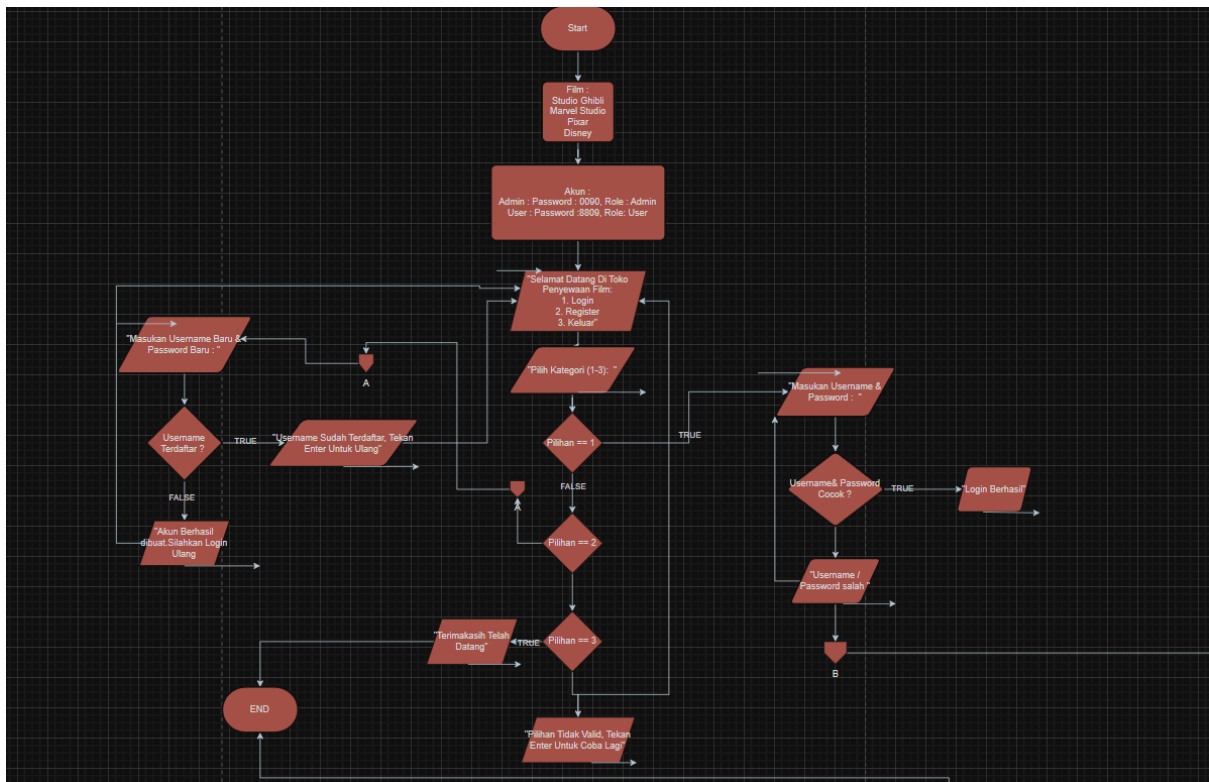 Start
Film :
Studio Ghibli
Marvel Studio
Pixar
Disney
Akun :
Admin : Password : 0090, Role : Admin
User : Password :8809, Role: User
"Selamat Datang Di Toko
Penyewaan Film:
1. Login
2. Register
3. Keluar"
"Masukan Username Baru &
Password Baru : "
A
"Pilih Kategori (1-3):  "
"Masukan Username &
Password :  "
Username
Terdaftar ?
TRUE
"Username Sudah Terdaftar, Tekan
Enter Untuk Ulang"
Pilihan == 1
TRUE
FALSE
FALSE
A
Username& Password
Cocok ?
TRUE
"Login Berhasil"
"Akun Berhasil
dibuat.Silahkan Login
Ulang
Pilihan == 2
"Username /
Password salah "
"Terimakasih Telah
Datang"
TRUE
Pilihan == 3
B
END
"Pilihan Tidak Valid, Tekan
Enter Untuk Coba Lagi"